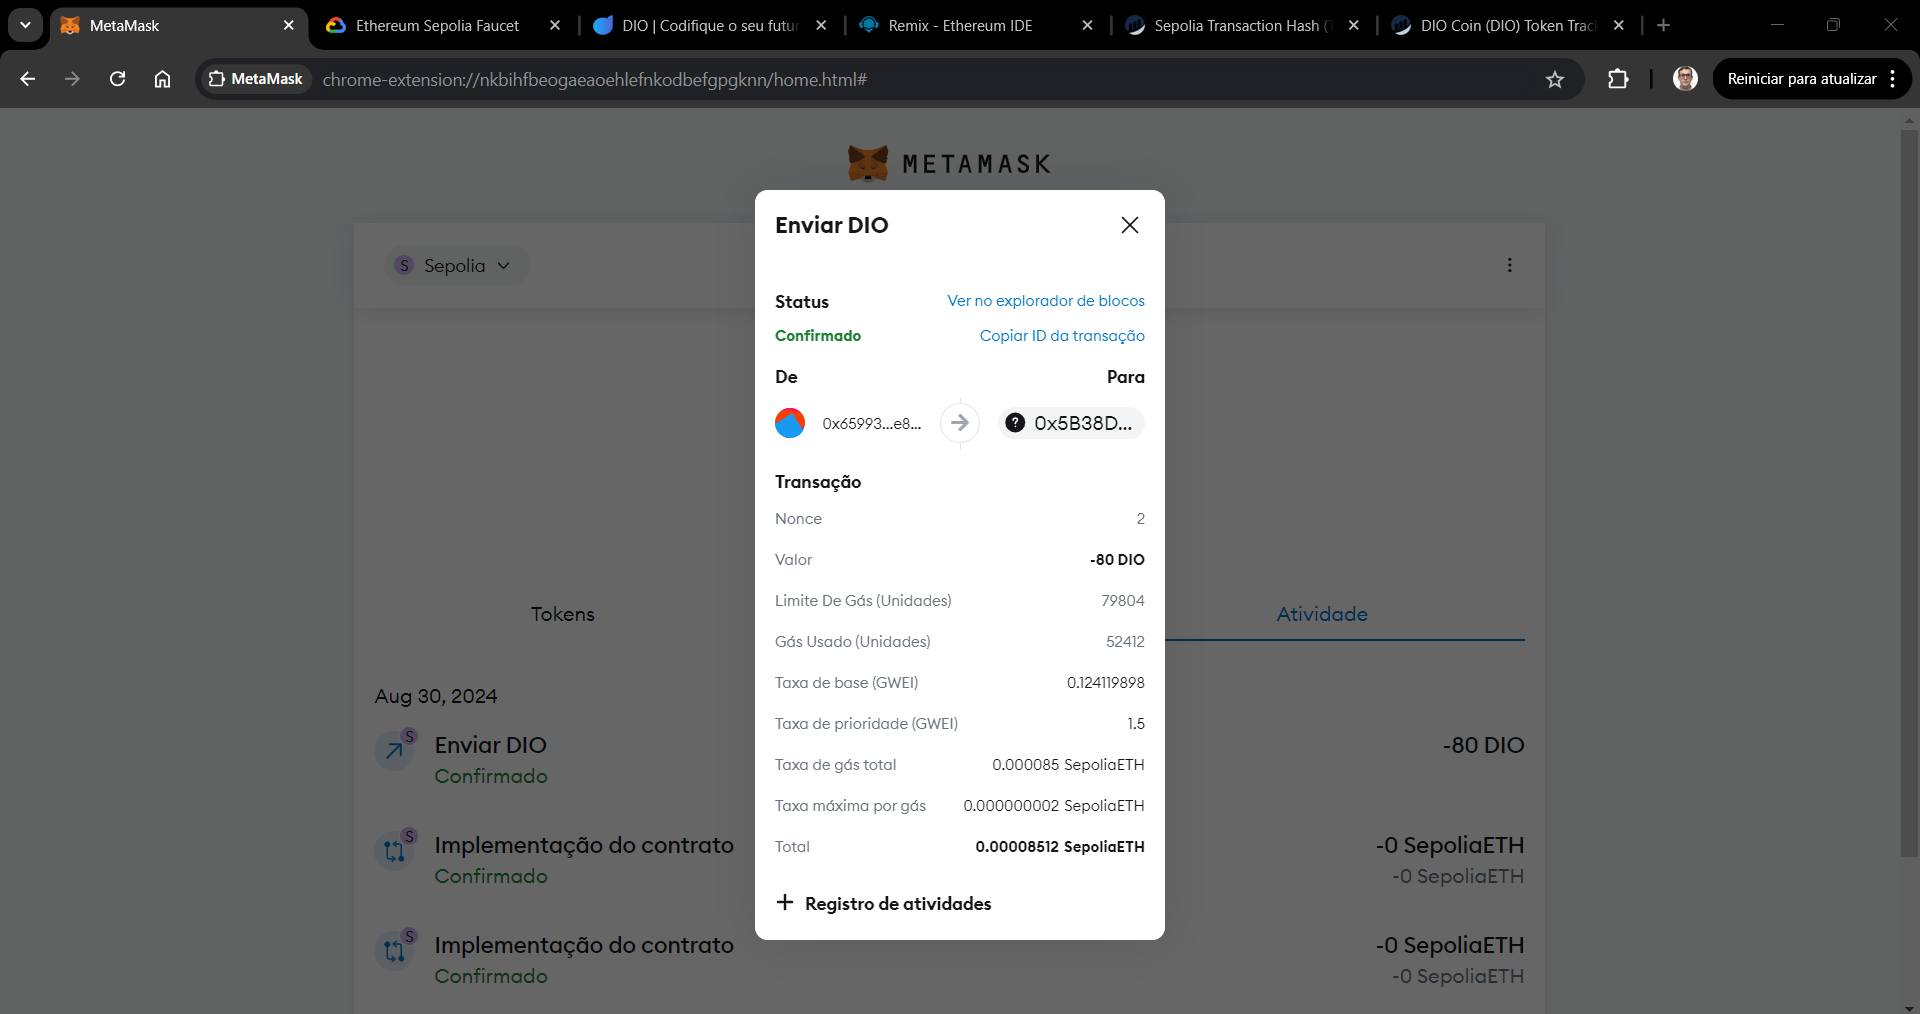 MetaMask
Ethereum Sepolia Faucet
DIO | Codifique o seu futur
Remix - Ethereum IDE
Sepolia Transaction Hash (T
DIO Coin (DIO) Token Trac
MetaMask
chrome-extension://nkbihfbeogaeaoehlefnkodbefgpgknn/home.html#
Reiniciar para atualizar
METAMASK
S Sepolia
Enviar DIO
Status
Ver no explorador de blocos
Confirmado
Copiar ID da transação
De
Para
0x65993...e8...
? 0x5B38D...
Transação
Nonce
2
Valor
-80 DIO
Limite De Gás (Unidades)
79804
Gás Usado (Unidades)
52412
Taxa de base (GWEI)
0.124119898
Taxa de prioridade (GWEI)
1.5
Taxa de gás total
0.000085 SepoliaETH
Taxa máxima por gás
0.000000002 SepoliaETH
Total
0.00008512 SepoliaETH
+ Registro de atividades
Tokens
Atividade
Aug 30, 2024
S
Enviar DIO
-80 DIO
Confirmado
S
Implementação do contrato
-0 SepoliaETH
Confirmado
-0 SepoliaETH
S
Implementação do contrato
-0 SepoliaETH
Confirmado
-0 SepoliaETH